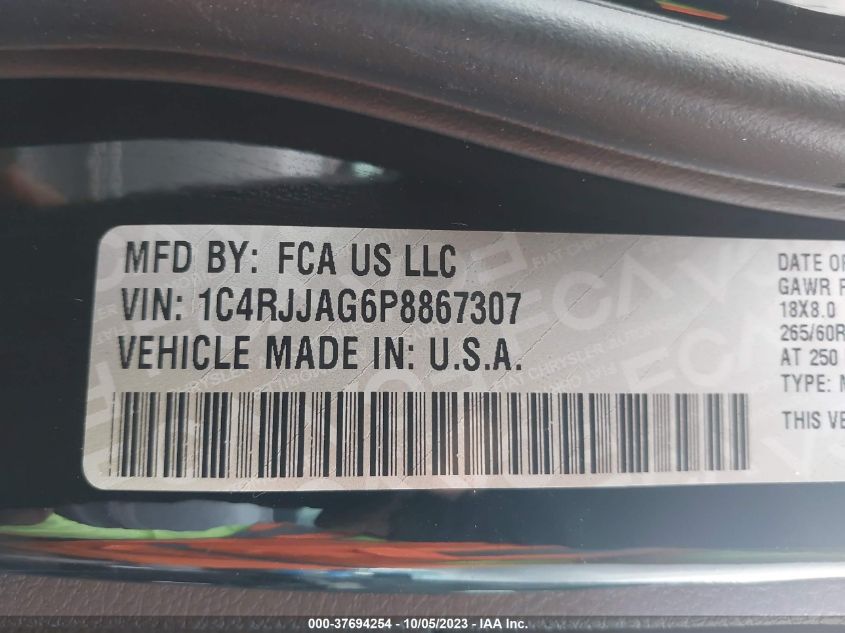 MFD BY: FCA US LLC
VIN: 1C4RJJAG6P8867307
VEHICLE MADE IN: U.S.A.
DATE OF
GAWR
18X8.0
265/60R
AT 250
TYPE:
THIS VE
000-37694254 - 10/05/2023 - IAA Inc.